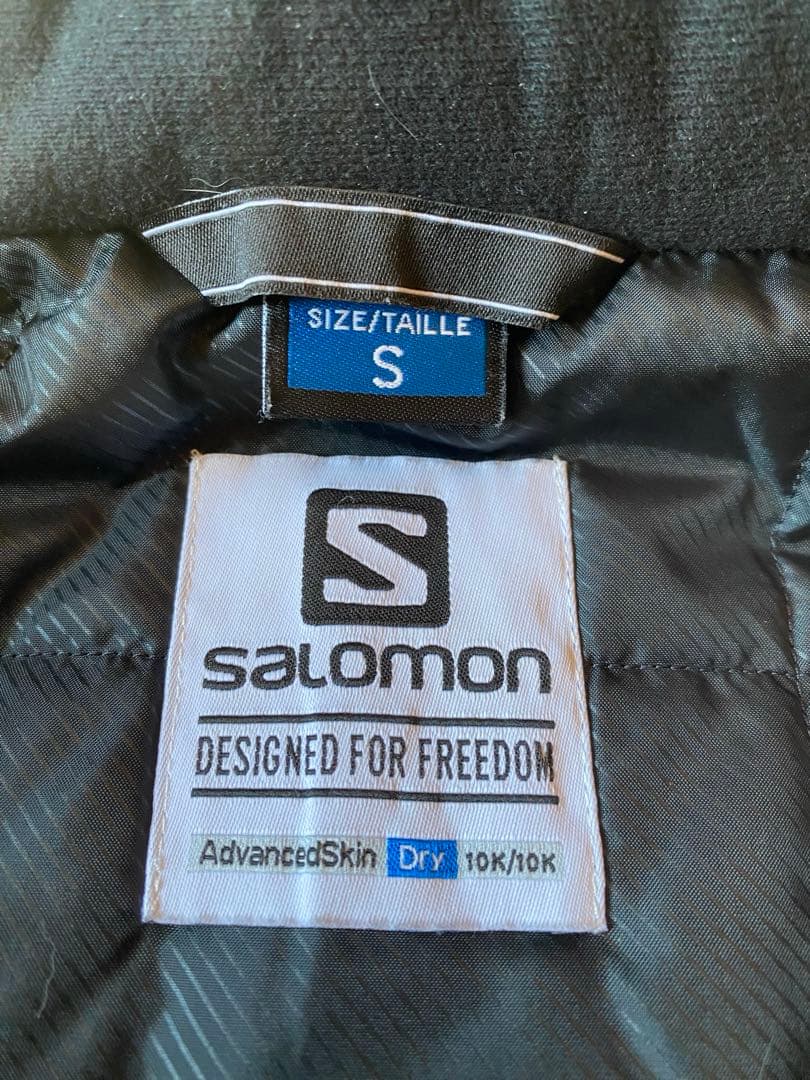 SIZE/TAILLE
S
S
salomon
DESIGNED FOR FREEDOM
AdvancedSkin Dry 10K/10K